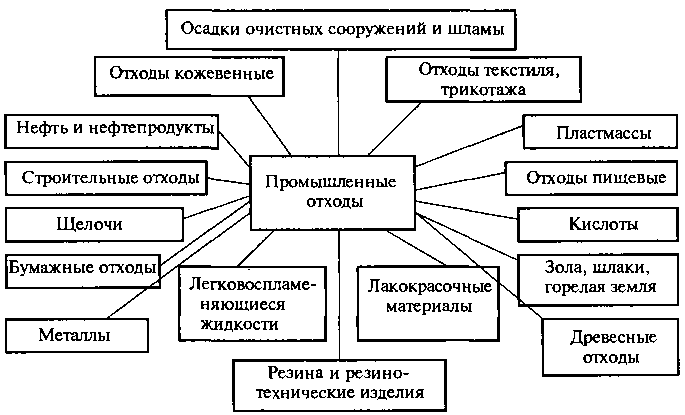 Осадки очистных сооружений и шламы
Отходы кожевенные
Отходы текстиля,
трикотажа
Нефть и нефтепродукты
Пластмассы
Строительные отходы
Промышленные
отходы
Отходы пищевые
Щелочи
Кислоты
Бумажные отходы
Легковоспламе-
няющиеся
жидкости
Лакокрасочные
материалы
Зола, шлаки,
горелая земля
Металлы
Древесные
отходы
Резина и резино-
технические изделия